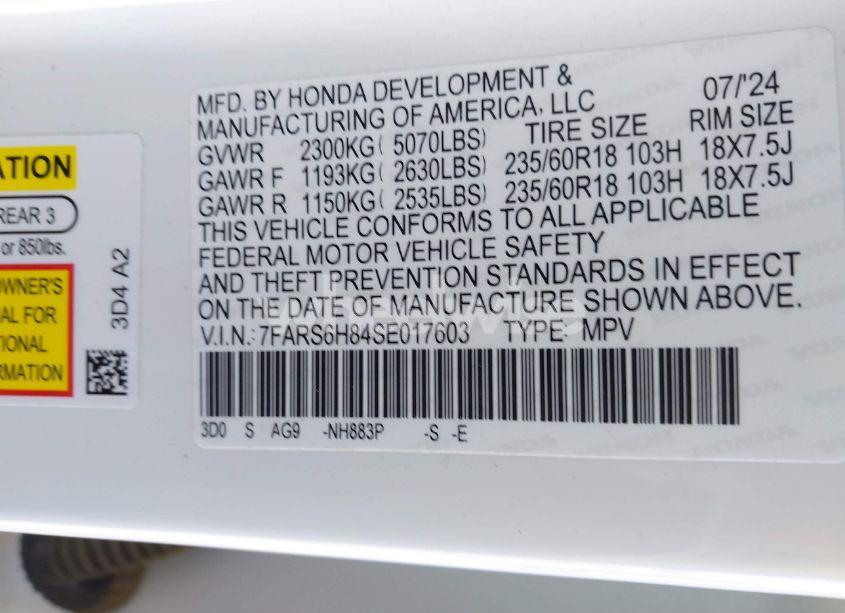 ATION
REAR 3
or 850lbs.
OWNER'S
AL FOR
TIONAL
RMATION
3D4 A2
MFD. BY HONDA DEVELOPMENT &
MANUFACTURING OF AMERICA, LLC 07/'24
GVWR 2300KG( 5070LBS) TIRE SIZE RIM SIZE
GAWR F 1193KG( 2630LBS) 235/60R18 103H 18X7.5J
GAWR R 1150KG( 2535LBS) 235/60R18 103H 18X7.5J
THIS VEHICLE CONFORMS TO ALL APPLICABLE
FEDERAL MOTOR VEHICLE SAFETY
AND THEFT PREVENTION STANDARDS IN EFFECT
ON THE DATE OF MANUFACTURE SHOWN ABOVE.
V.I.N.: 7FARS6H84SE017603 TYPE: MPV
3D0 S AG9 -NH883P -S -E